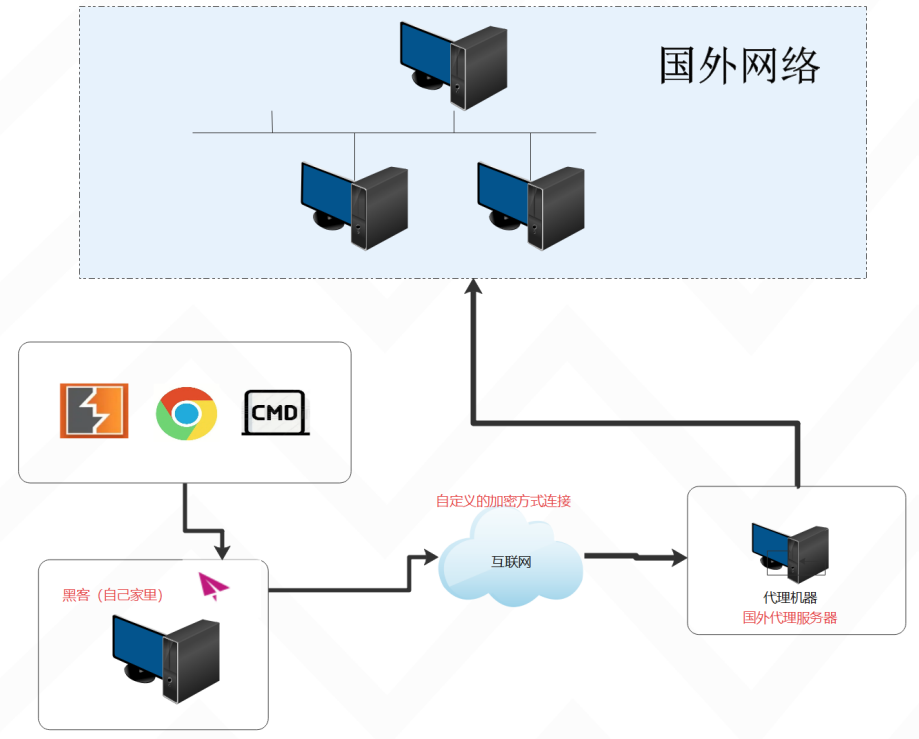 国外网络
CMD
自定义的加密方式连接
互联网
黑客（自己家里）
代理机器
国外代理服务器